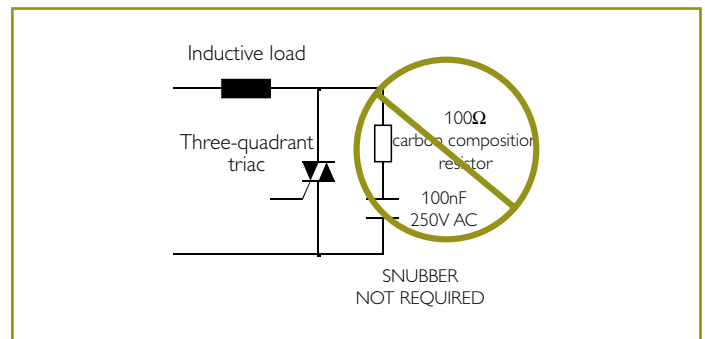 Inductive load
Three-quadrant
triac
100Ω
carbon composition
resistor
100nF
250V AC
SNUBBER
NOT REQUIRED